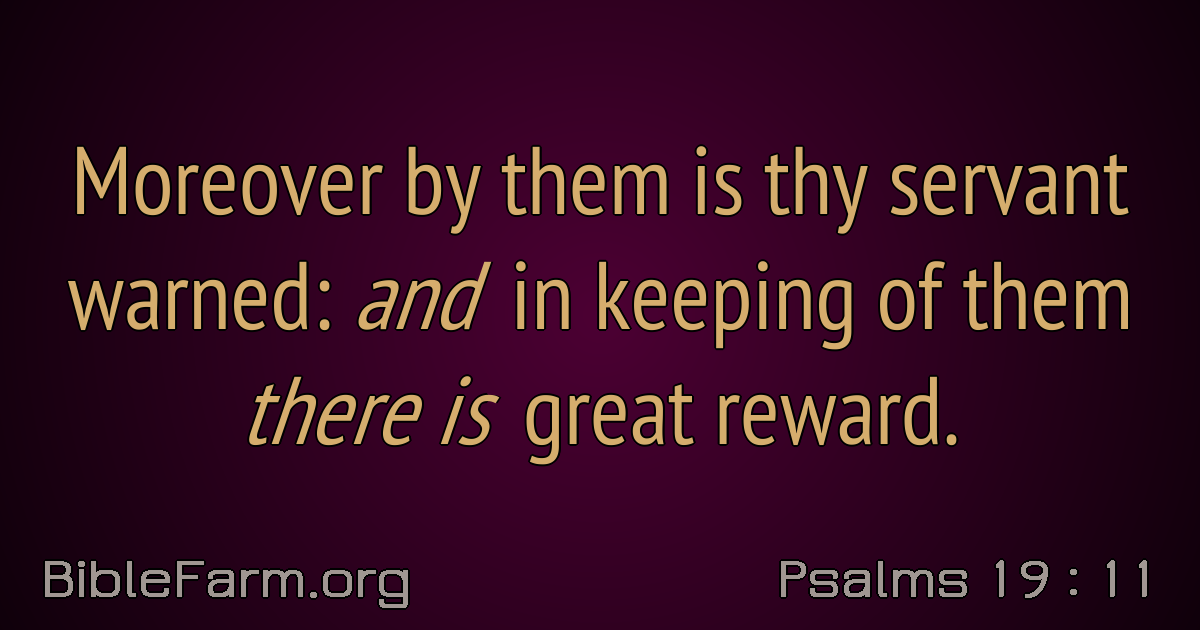 Moreover by them is thy servant
warned: and in keeping of them
there is great reward.
BibleFarm.org
Psalms 19:11